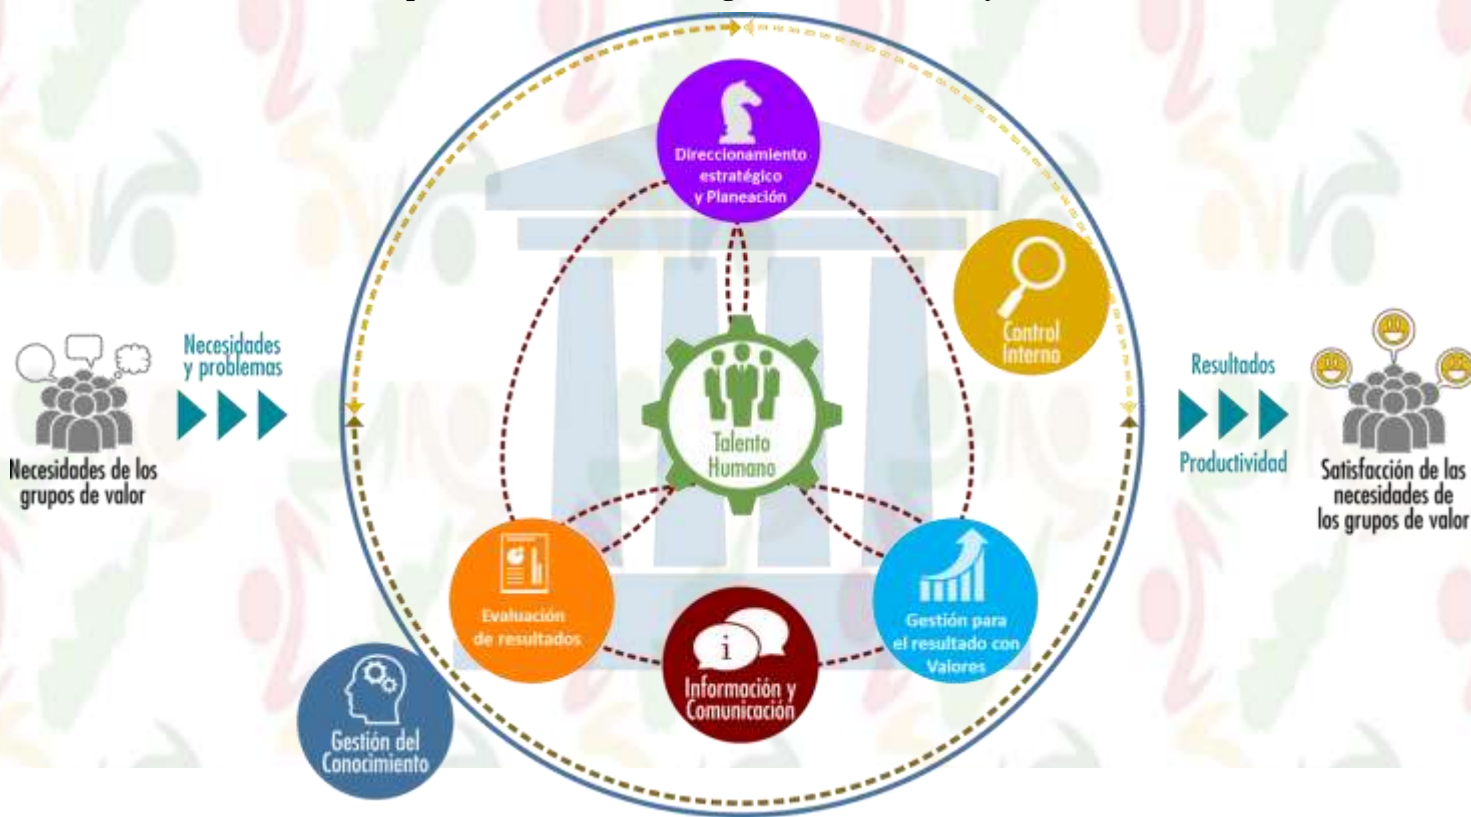 Direccionamiento
estratégico
y Planeación
Control
Interno
Necesidades
y problemas
Necesidades de los
grupos de valor
Talento
Humano
Resultados
Productividad
Satisfacción de las
necesidades de
los grupos de valor
Evaluación
de resultados
i
Información y
Comunicación
Gestión para
el resultado con
Valores
Gestión del
Conocimiento